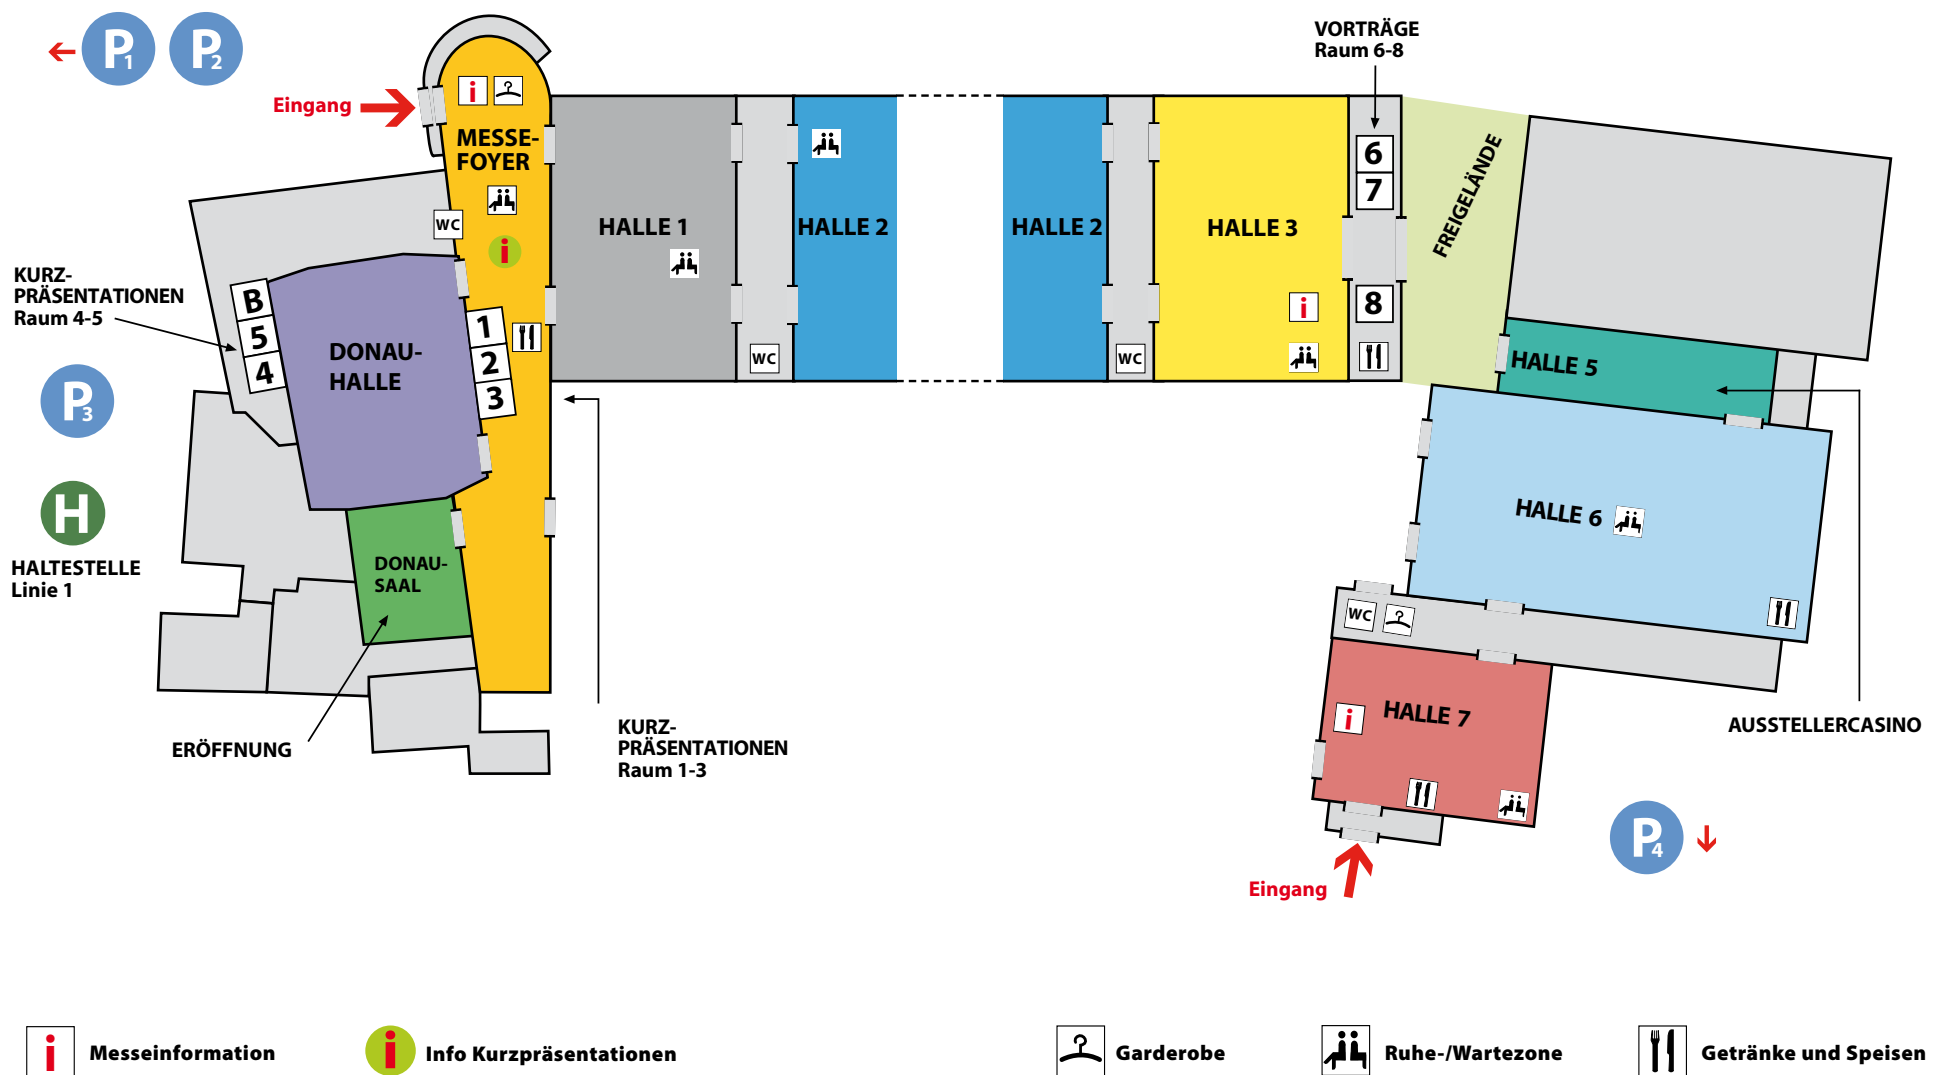 P1
P2
VORTRÄGE
Raum 6-8
Eingang
i
MESSE-
FOYER
6
7
FREIGELÄNDE
WC
HALLE 1
HALLE 2
HALLE 2
HALLE 3
i
KURZ-
PRÄSENTATIONEN
Raum 4-5
B
5
4
DONAU-
HALLE
1
2
3
i
8
WC
WC
HALLE 5
P3
H
HALTESTELLE
Linie 1
DONAU-
SAAL
HALLE 6
WC
ERÖFFNUNG
KURZ-
PRÄSENTATIONEN
Raum 1-3
i
HALLE 7
AUSSTELLERCASINO
P4
Eingang
i Messeinformation
i Info Kurzpräsentationen
Garderobe
Ruhe-/Wartezone
Getränke und Speisen